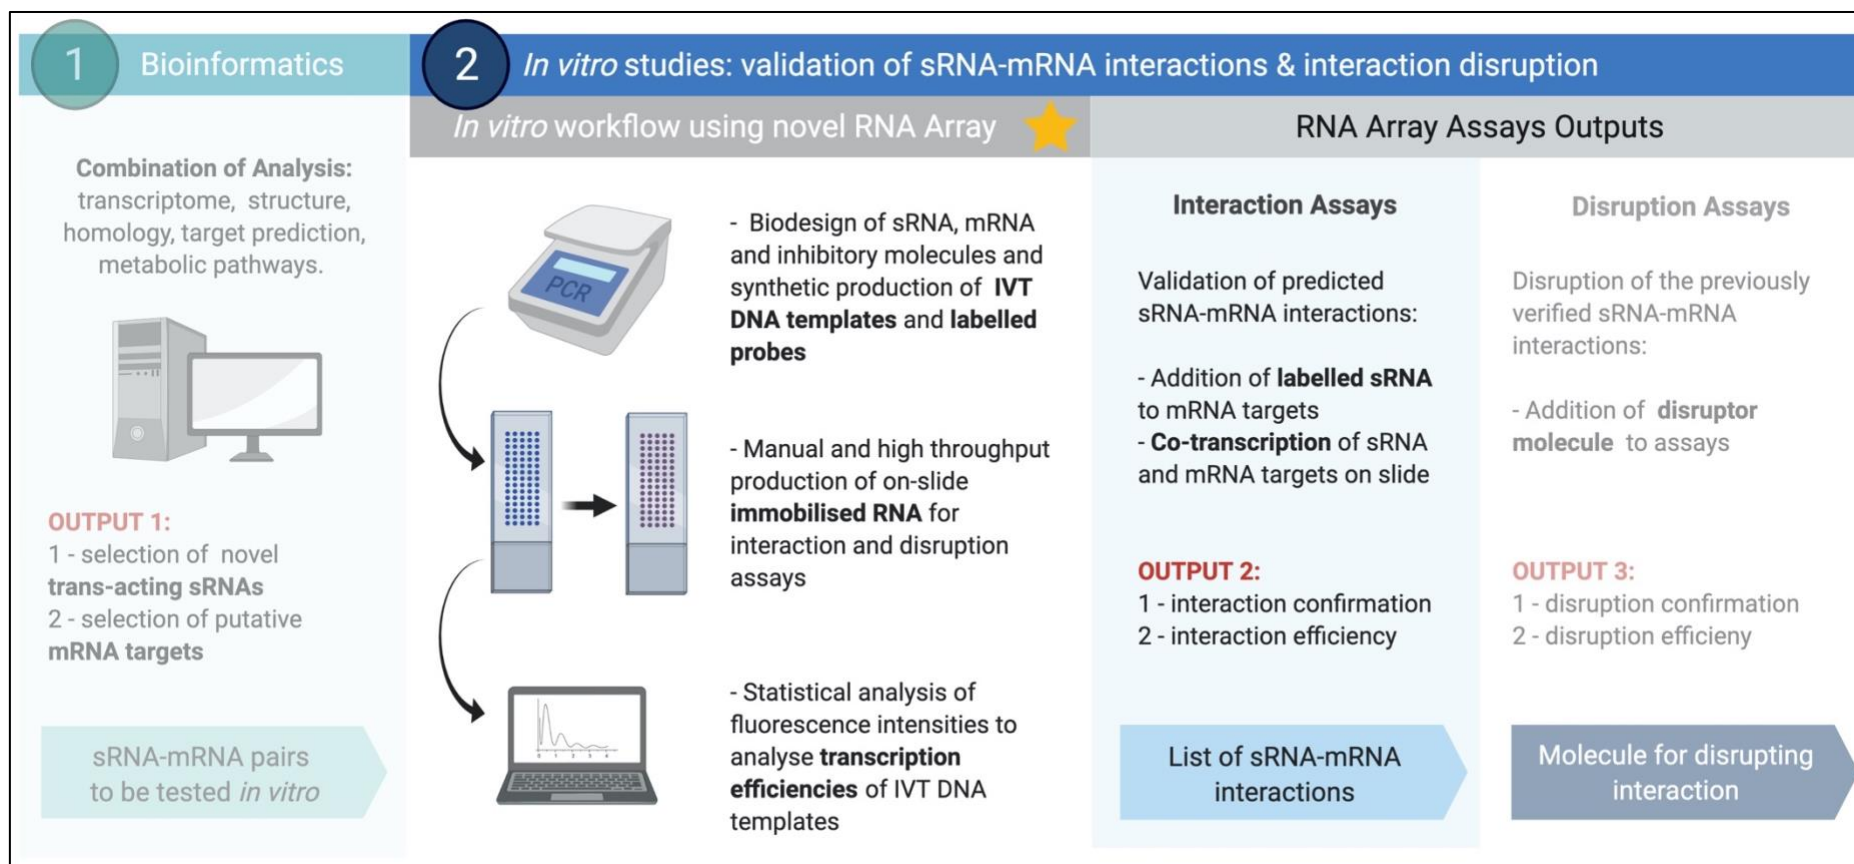 1
Bioinformatics
2
In vitro studies: validation of sRNA-mRNA interactions & interaction disruption
In vitro workflow using novel RNA Array
RNA Array Assays Outputs
Combination of Analysis:
transcriptome, structure,
homology, target prediction,
metabolic pathways.
OUTPUT 1:
1 - selection of novel
trans-acting sRNAs
2 - selection of putative
mRNA targets
sRNA-mRNA pairs
to be tested in vitro
PCR
- Biodesign of sRNA, mRNA
and inhibitory molecules and
synthetic production of IVT
DNA templates and labelled
probes
- Manual and high throughput
production of on-slide
immobilised RNA for
interaction and disruption
assays
- Statistical analysis of
fluorescence intensities to
analyse transcription
efficiencies of IVT DNA
templates
Interaction Assays
Validation of predicted
sRNA-mRNA interactions:
- Addition of labelled sRNA
to mRNA targets
- Co-transcription of sRNA
and mRNA targets on slide
OUTPUT 2:
1 - interaction confirmation
2 - interaction efficiency
List of sRNA-mRNA
interactions
Disruption Assays
Disruption of the previously
verified sRNA-mRNA
interactions:
- Addition of disruptor
molecule to assays
OUTPUT 3:
1 - disruption confirmation
2 - disruption efficieny
Molecule for disrupting
interaction